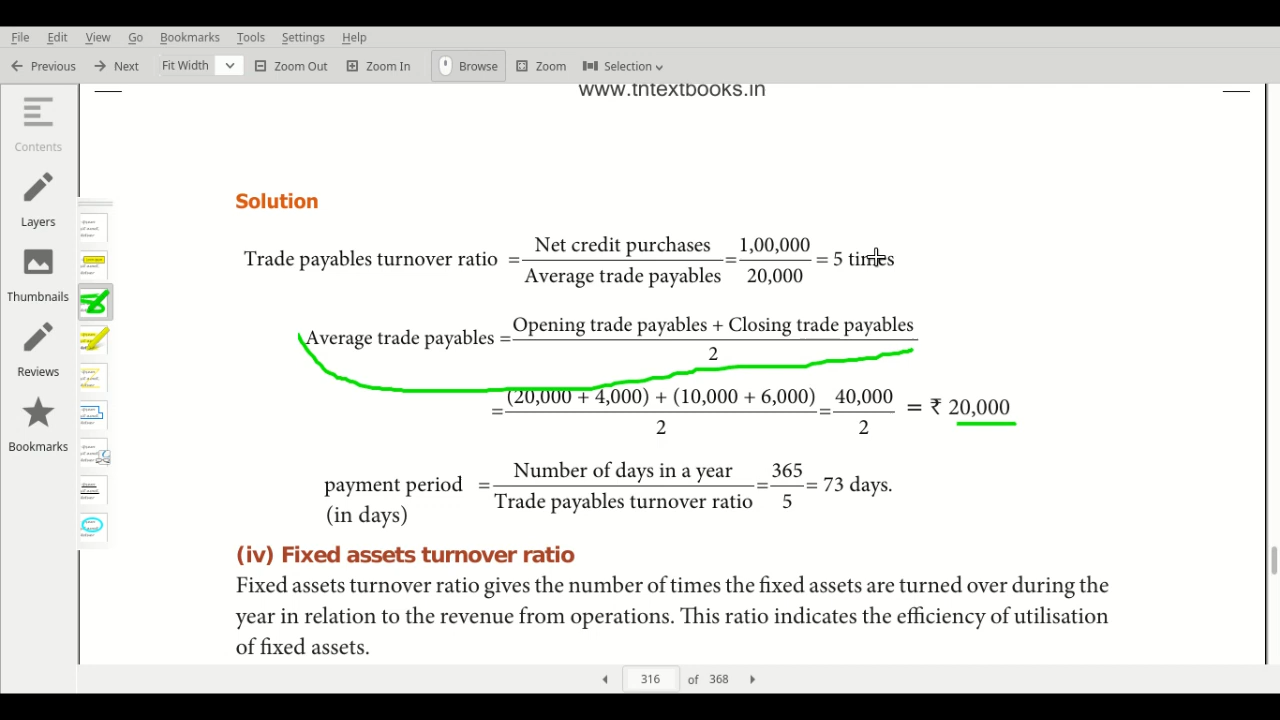 File Edit View Go Bookmarks Tools Settings Help
Previous Next Fit Width Zoom Out Zoom In Browse Zoom Selection
www.tntextbooks.in
Contents
Layers
Thumbnails
Reviews
Bookmarks
Solution
Trade payables turnover ratio = Net credit purchases / Average trade payables = 1,00,000 / 20,000 = 5 times
Average trade payables = Opening trade payables + Closing trade payables / 2
= (20,000 + 4,000) + (10,000 + 6,000) / 2 = 40,000 / 2 = ₹ 20,000
payment period = Number of days in a year / Trade payables turnover ratio = 365 / 5 = 73 days.
(in days)
(iv) Fixed assets turnover ratio
Fixed assets turnover ratio gives the number of times the fixed assets are turned over during the
year in relation to the revenue from operations. This ratio indicates the efficiency of utilisation
of fixed assets.
316 of 368